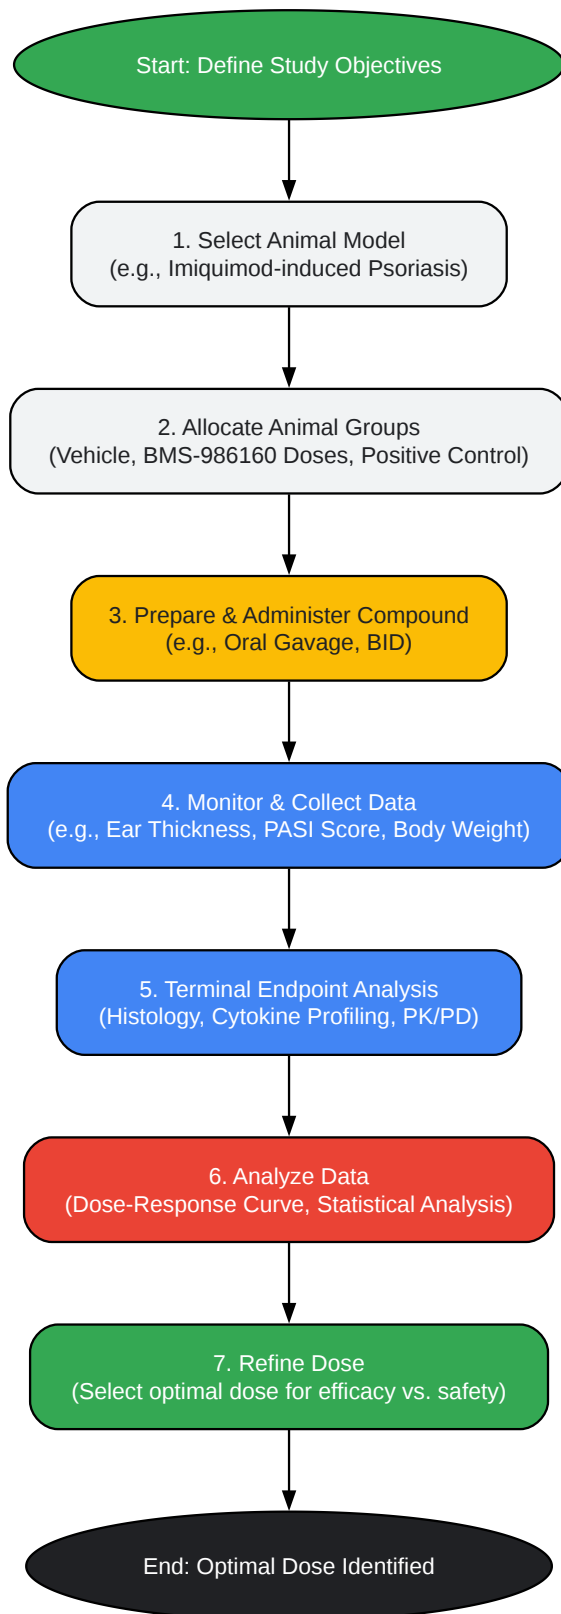 Start: Define Study Objectives
1. Select Animal Model
(e.g., Imiquimod-induced Psoriasis)
2. Allocate Animal Groups
(Vehicle, BMS-986160 Doses, Positive Control)
3. Prepare & Administer Compound
(e.g., Oral Gavage, BID)
4. Monitor & Collect Data
(e.g., Ear Thickness, PASI Score, Body Weight)
5. Terminal Endpoint Analysis
(Histology, Cytokine Profiling, PK/PD)
6. Analyze Data
(Dose-Response Curve, Statistical Analysis)
7. Refine Dose
(Select optimal dose for efficacy vs. safety)
End: Optimal Dose Identified